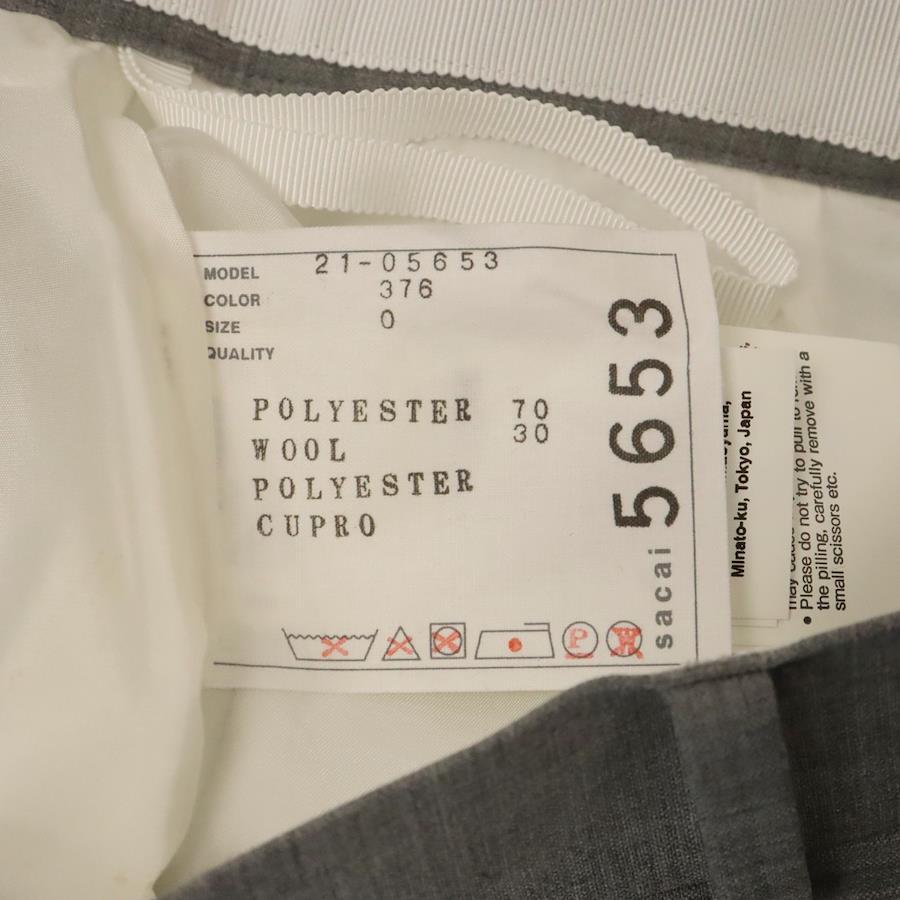 MODEL 21-05653
COLOR 376
SIZE 0
QUALITY
POLYESTER 70
WOOL 30
POLYESTER
CUPRO
P
W
sacai 5653
Minato-ku, Tokyo, Japan
may
● Please do not try to pull to
the pilling, carefully remove with a
small scissors etc.